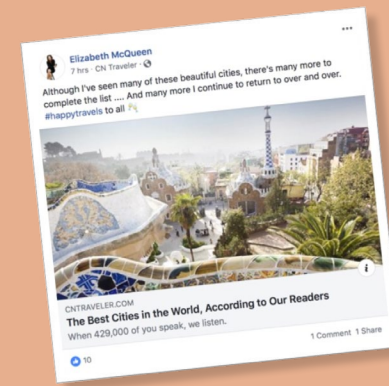 Elizabeth McQueen
7 hrs · CN Traveler ·
Although I've seen many of these beautiful cities, there's many more to
complete the list .... And many more I continue to return to over and over.
#happytravels to all
CNTRAVELER.COM
The Best Cities in the World, According to Our Readers
When 429,000 of you speak, we listen.
10
1 Comment 1 Share